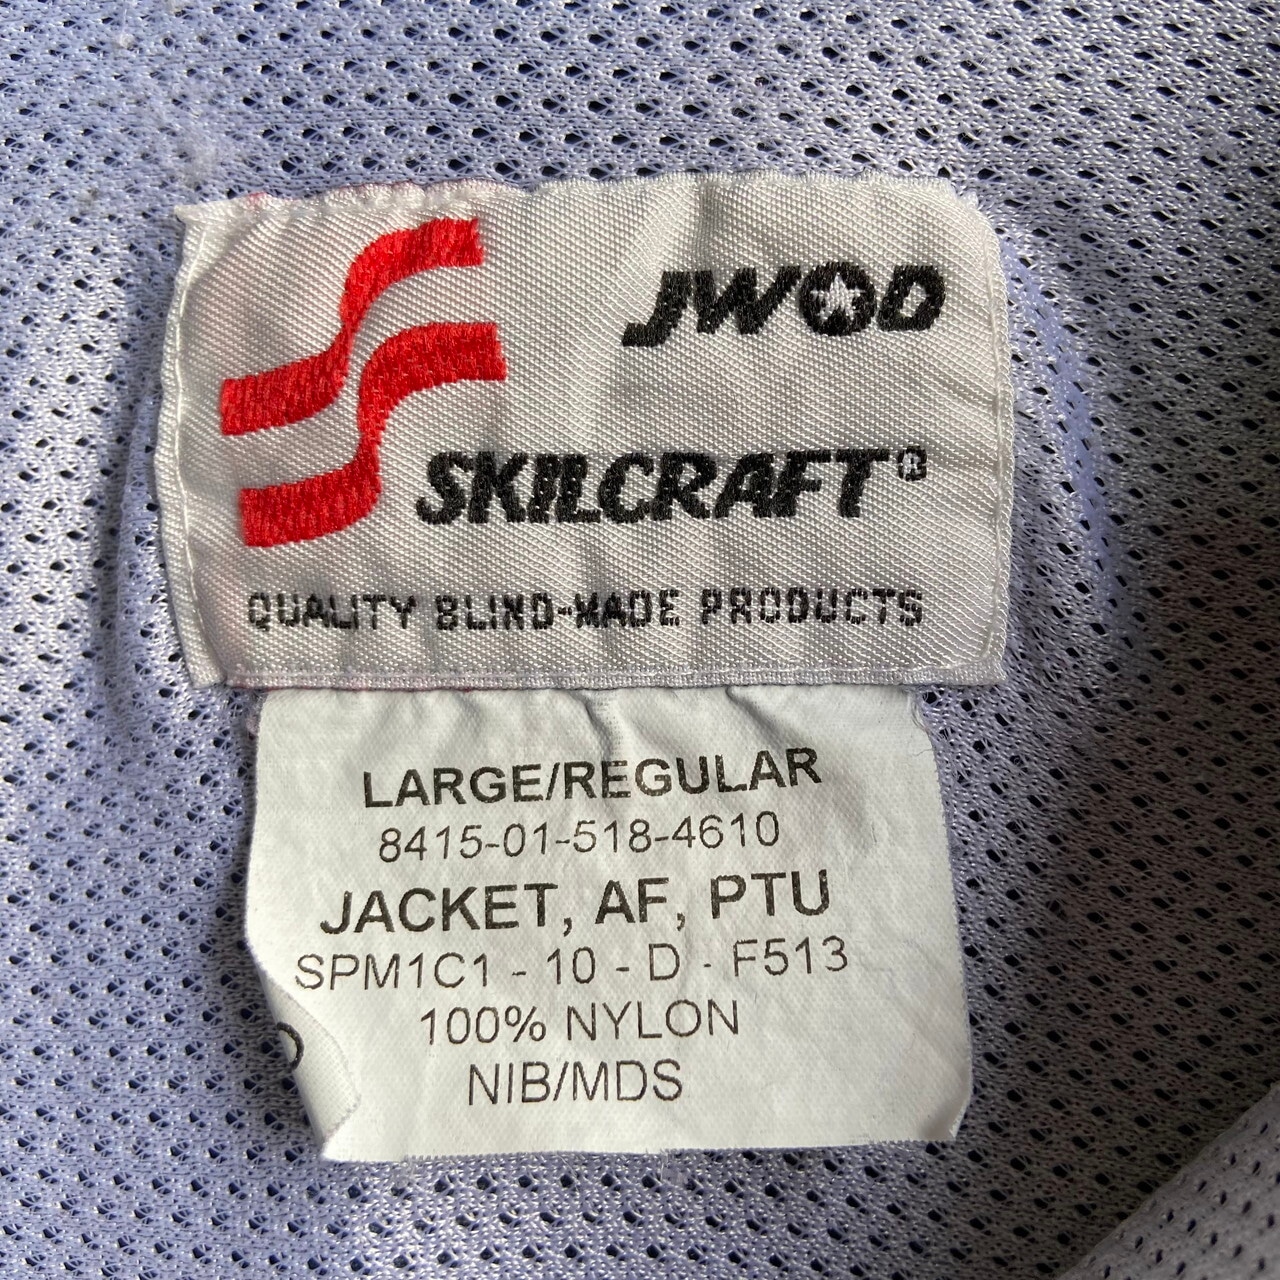 JWOD
SKILCRAFT®
QUALITY BLIND-MADE PRODUCTS
LARGE/REGULAR
8415-01-518-4610
JACKET, AF, PTU
SPM1C1 - 10 - D - F513
100% NYLON
NIB/MDS